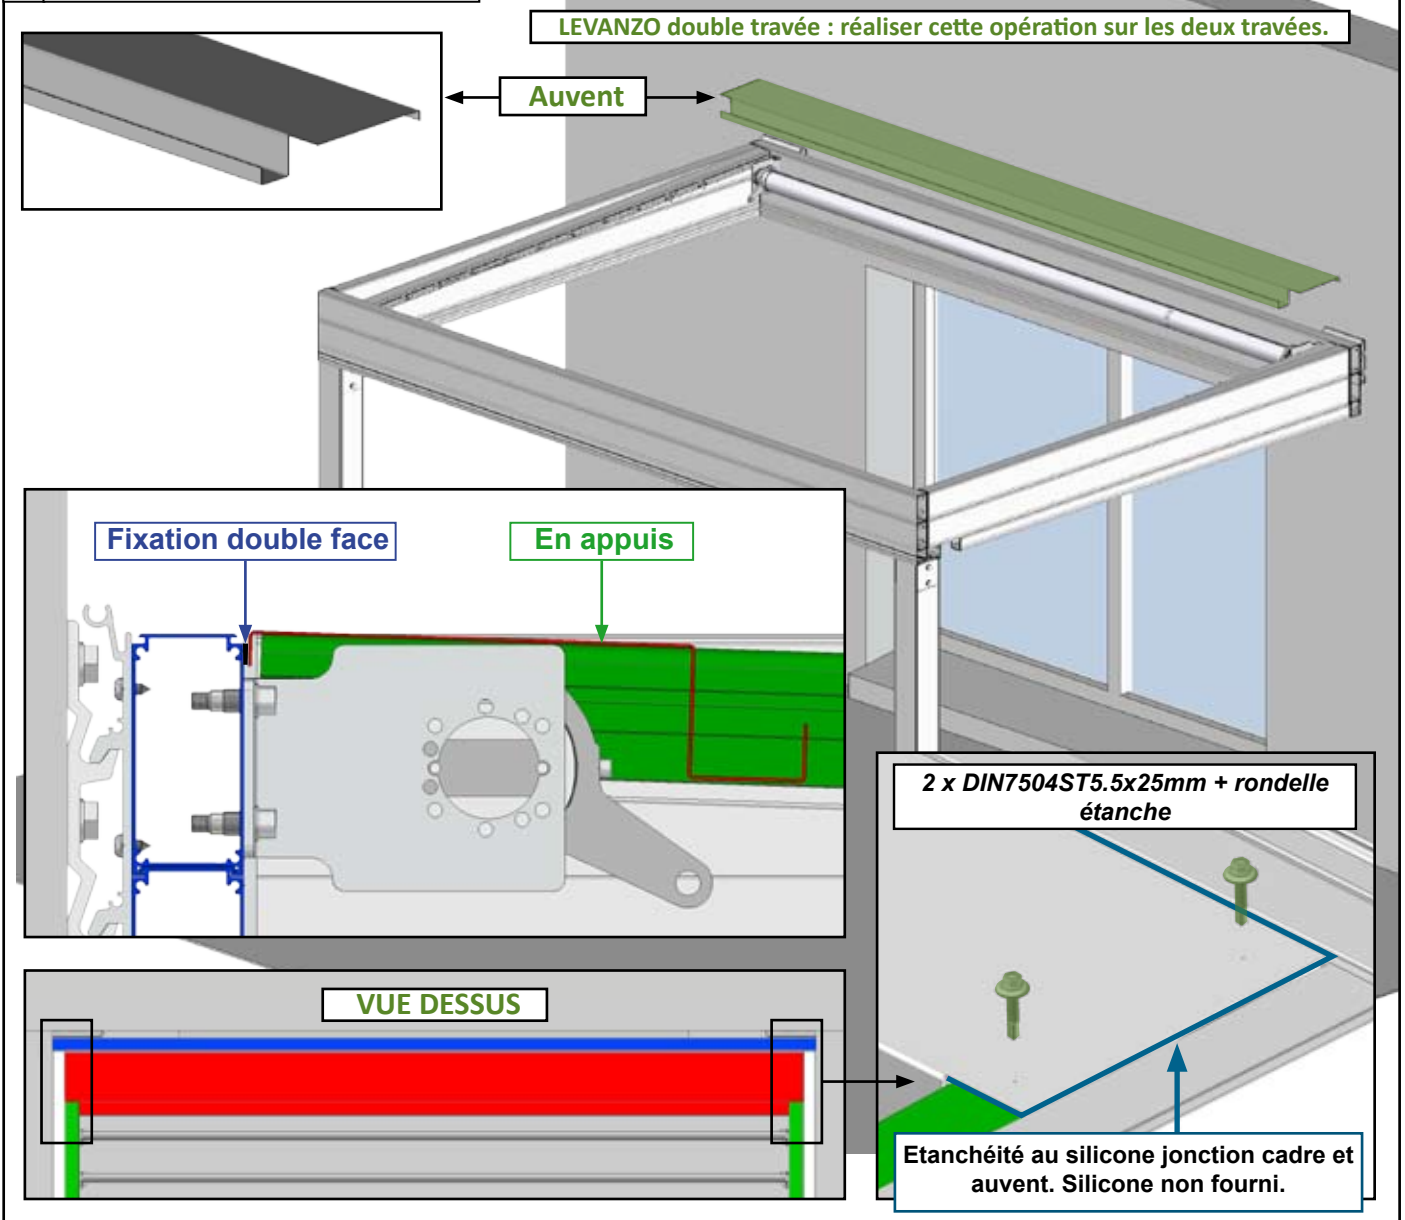 LEVANZO double travée : réaliser cette opération sur les deux travées.
Auvent
Fixation double face
En appuis
2 x DIN7504ST5.5x25mm + rondelle
étanche
VUE DESSUS
Etanchéité au silicone jonction cadre et
auvent. Silicone non fourni.